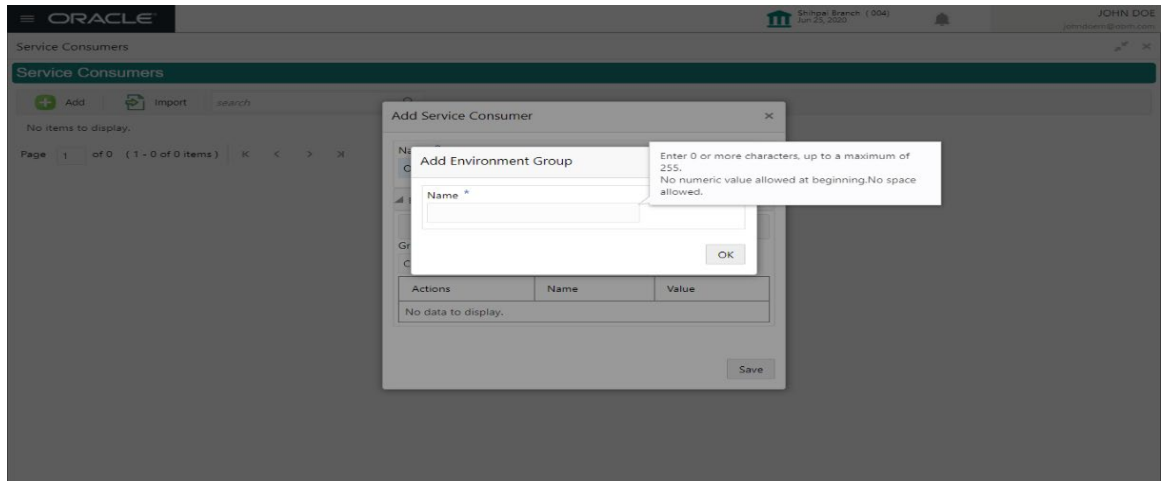 ORACLE
Shihpai Branch ( 004)
Jun 25, 2020
JOHN DOE
Service Consumers
Service Consumers
Add
Import
search
No items to display.
Page 1 of 0 ( 1 - 0 of 0 items )
Add Service Consumer
Add Environment Group
Name *
Enter 0 or more characters, up to a maximum of
255.
No numeric value allowed at beginning.No space
allowed.
OK
Actions Name Value
No data to display.
Save